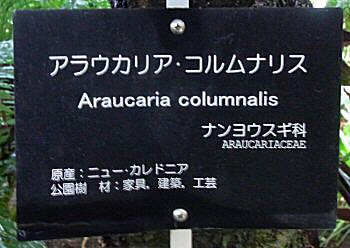 アラウカリア・コルムナリス
Araucaria columnalis
ナンヨウスギ科
ARAUCARIACEAE
原産：ニュー・カレドニア
公園樹　材：家具、建築、工芸